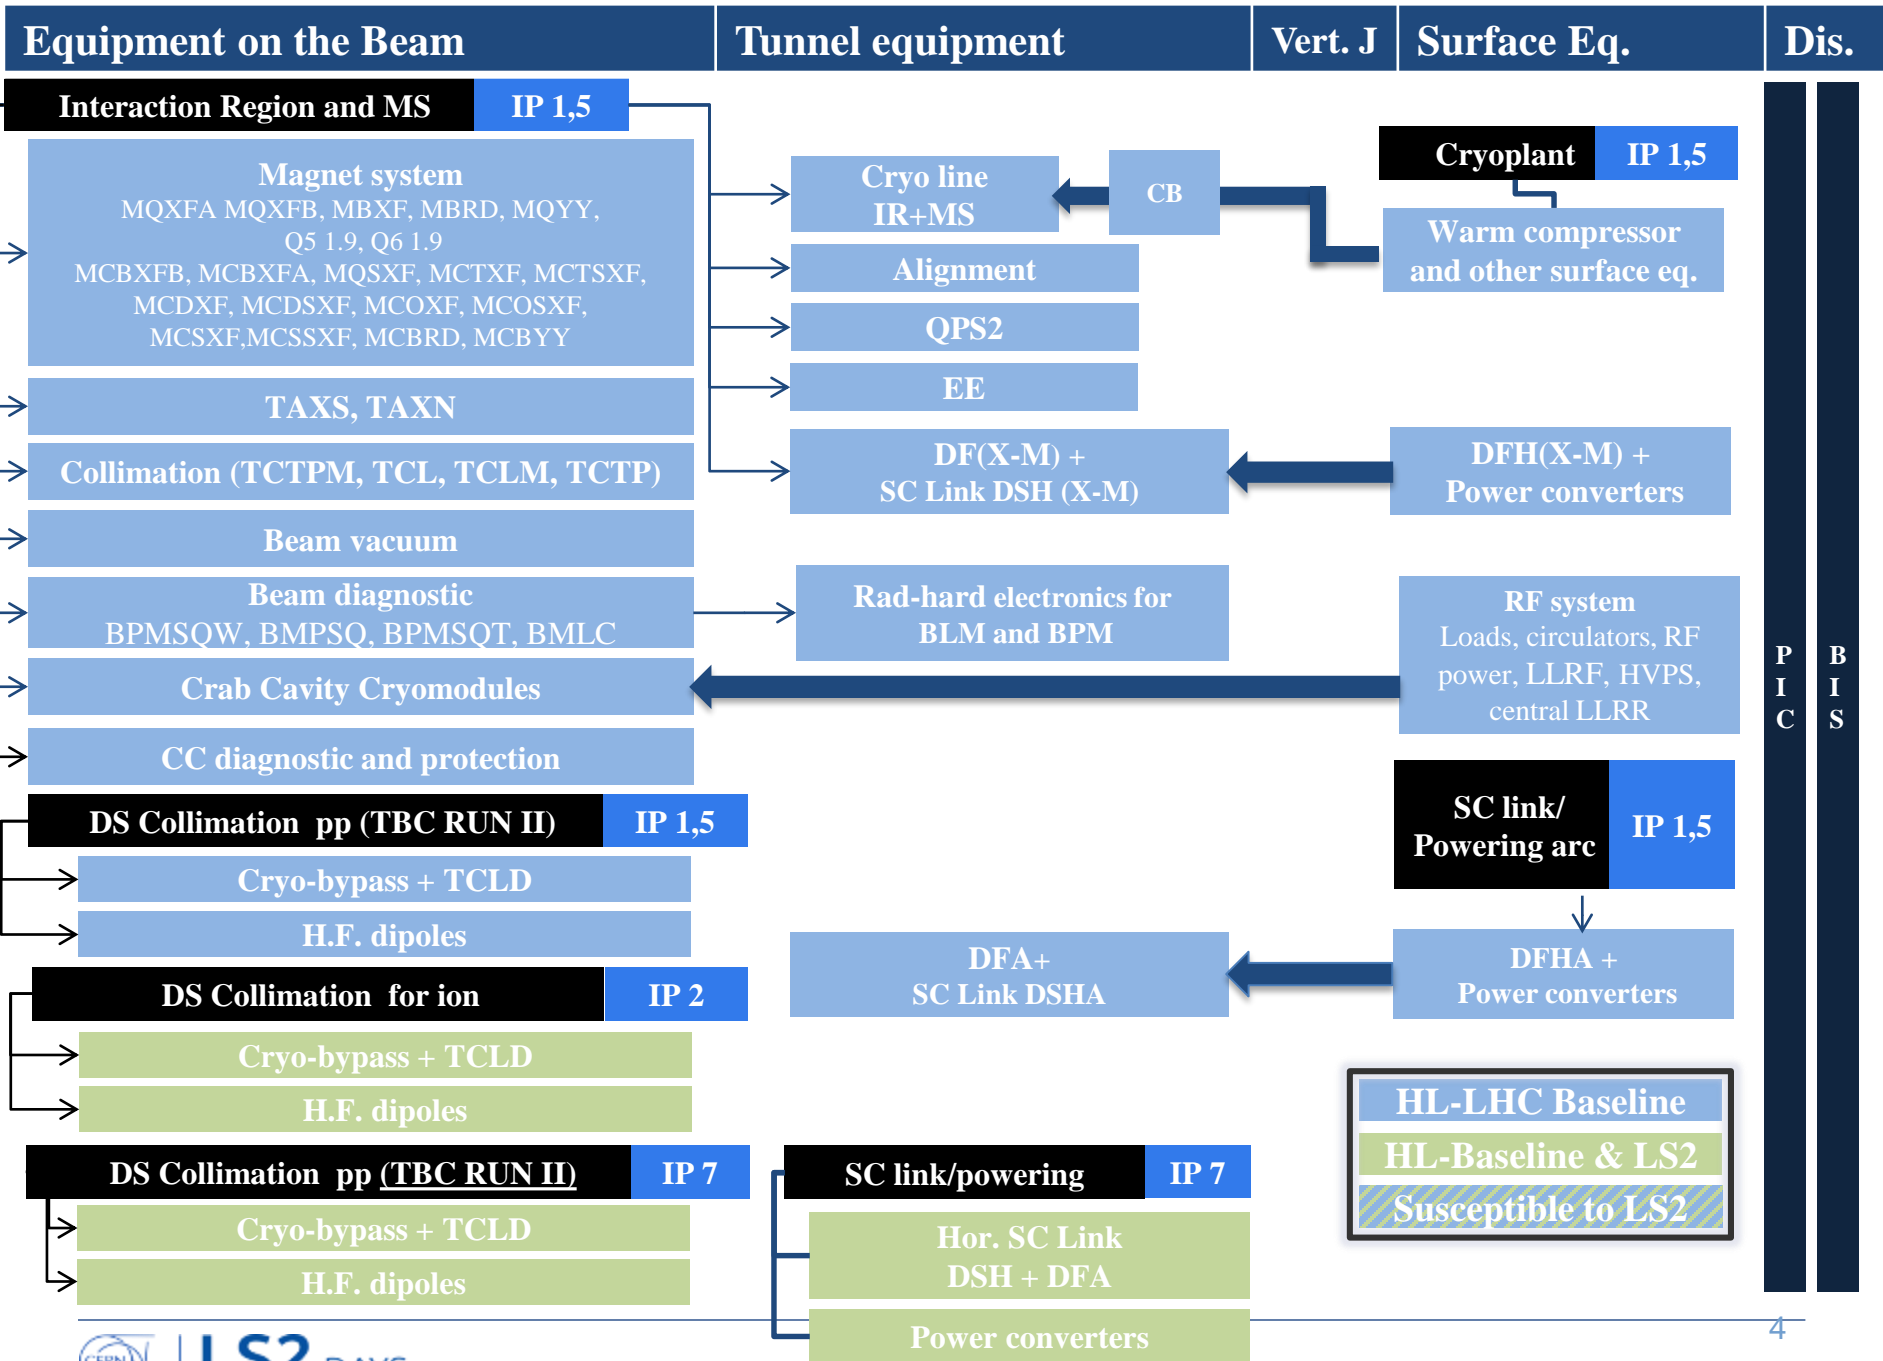 Equipment on the Beam
Tunnel equipment
Vert. J
Surface Eq.
Dis.
Interaction Region and MS
IP 1,5
Magnet system
MQXFA MQXFB, MBXF, MBRD, MQYY,
Q5 1.9, Q6 1.9
MCBXFB, MCBXFA, MQSXF, MCTXF, MCTSXF,
MCDXF, MCDSXF, MCOXF, MCOSXF,
MCSXF,MCSSXF, MCBRD, MCBYY
TAXS, TAXN
Collimation (TCTPM, TCL, TCLM, TCTP)
Beam vacuum
Beam diagnostic
BPMSQW, BMPSQ, BPMSQT, BMLC
Crab Cavity Cryomodules
CC diagnostic and protection
DS Collimation pp (TBC RUN II)
IP 1,5
Cryo-bypass + TCLD
H.F. dipoles
DS Collimation for ion
IP 2
Cryo-bypass + TCLD
H.F. dipoles
DS Collimation pp (TBC RUN II)
IP 7
Cryo-bypass + TCLD
H.F. dipoles
Cryo line
IR+MS
CB
Alignment
QPS2
EE
DF(X-M) +
SC Link DSH (X-M)
Rad-hard electronics for
BLM and BPM
DFA+
SC Link DSHA
SC link/powering
IP 7
Hor. SC Link
DSH + DFA
Power converters
Cryoplant
IP 1,5
Warm compressor
and other surface eq.
DFH(X-M) +
Power converters
RF system
Loads, circulators, RF
power, LLRF, HVPS,
central LLRR
SC link/
Powering arc
IP 1,5
DFHA +
Power converters
HL-LHC Baseline
HL-Baseline & LS2
Susceptible to LS2
P
I
C
B
I
S
CERN
LS2 DAYS
4